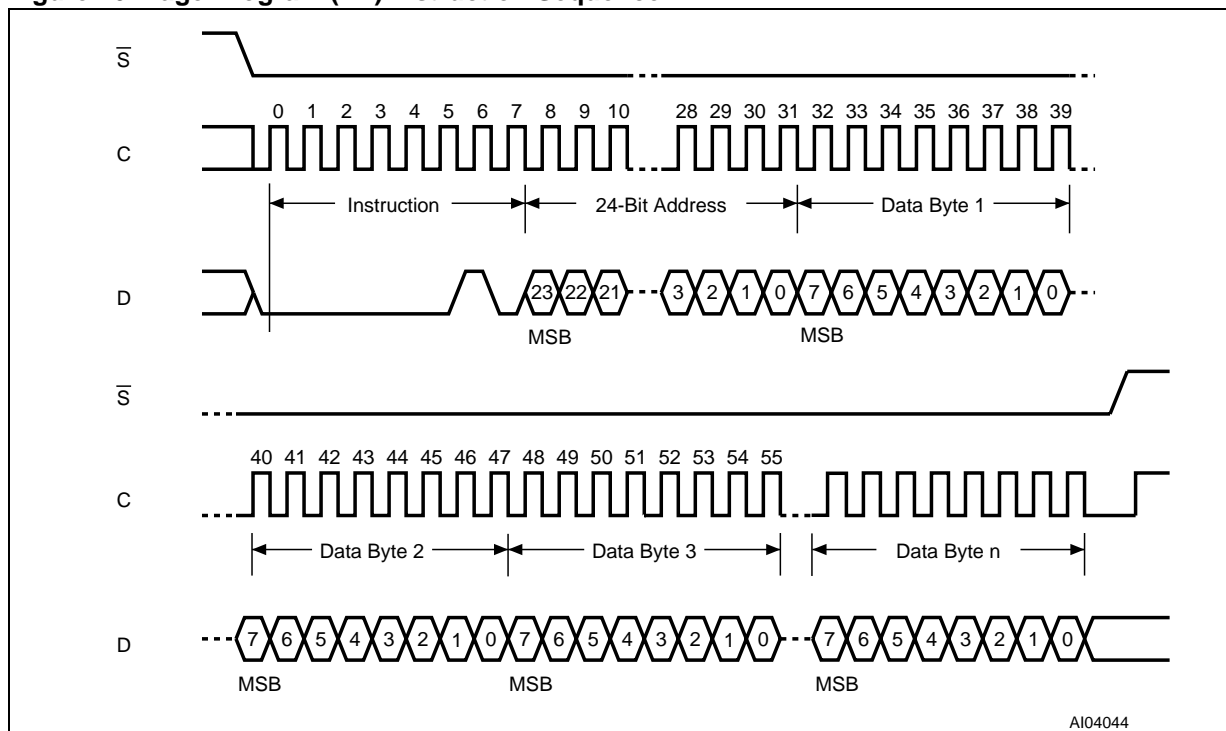 S
0 1 2 3 4 5 6 7 8 9 10 28 29 30 31 32 33 34 35 36 37 38 39
C
Instruction 24-Bit Address Data Byte 1
D 23 22 21 3 2 1 0 7 6 5 4 3 2 1 0
MSB MSB
S
40 41 42 43 44 45 46 47 48 49 50 51 52 53 54 55
C
Data Byte 2 Data Byte 3 Data Byte n
D 7 6 5 4 3 2 1 0 7 6 5 4 3 2 1 0 7 6 5 4 3 2 1 0
MSB MSB MSB
AI04044